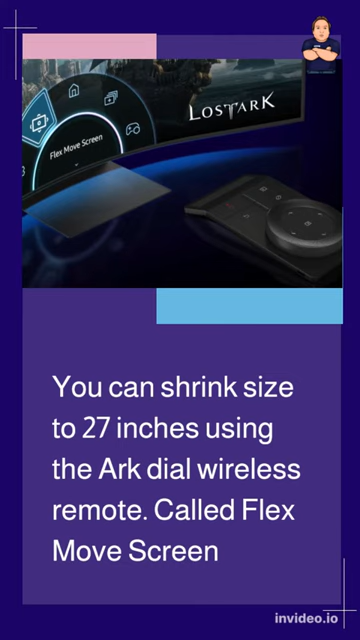 LOSTARK
Flex Move Screen
You can shrink size
to 27 inches using
the Ark dial wireless
remote. Called Flex
Move Screen
invideo.io